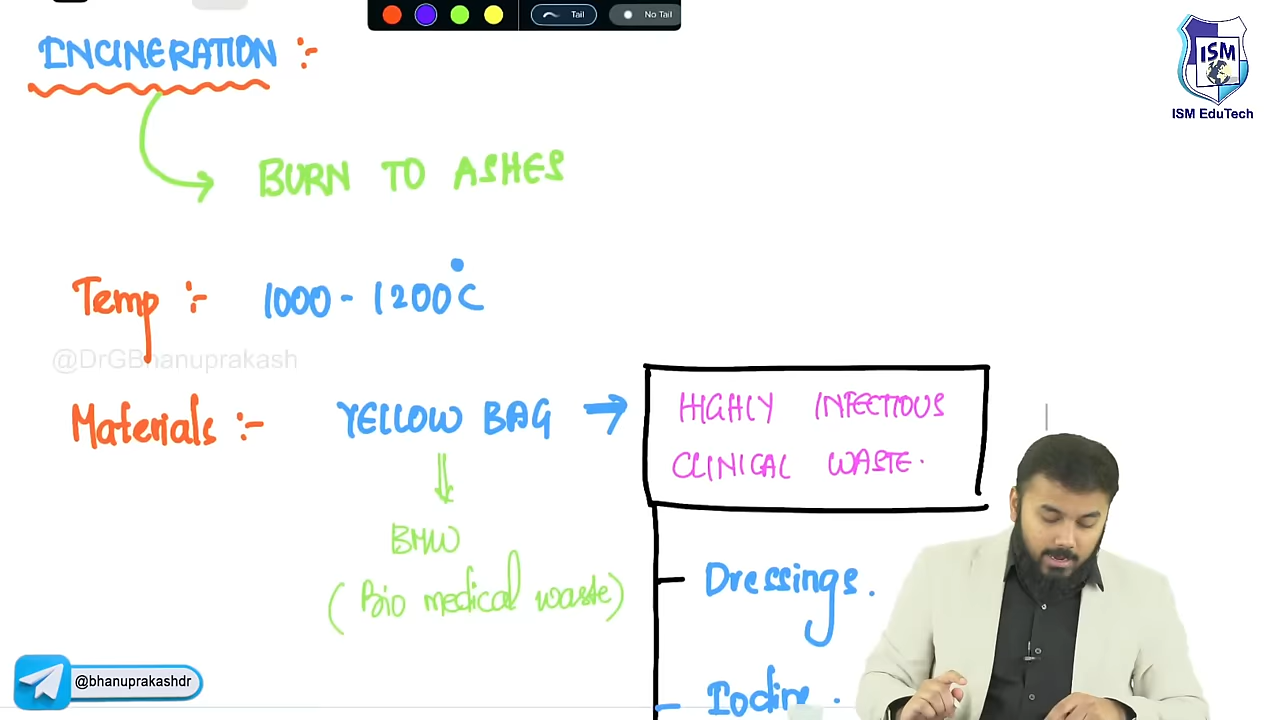 Tail
No Tail
INCINERATION :-
ISM
ISM EduTech
BURN TO ASHES
Temp :- 1000 - 1200°C
@DrGBhanuprakash
Materials :- YELLOW BAG → HIGHLY INFECTIOUS
CLINICAL WASTE.
BMW
(Bio medical waste)
Dressings.
Iodine.
@bhanuprakashdr